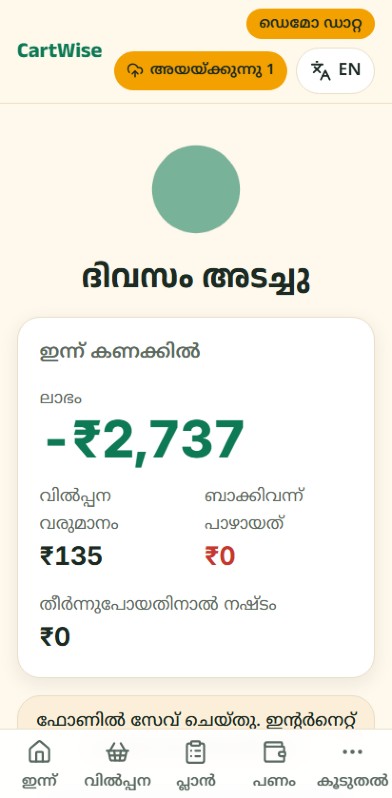 ഡെമോ ഡാറ്റ
CartWise
അയയ്ക്കുന്നു 1
EN
ദിവസം അടച്ചു
ഇന്ന് കണക്കിൽ
ലാഭം
-₹2,737
വിൽപ്പന വരുമാനം
₹135
ബാക്കിവന്ന് പാഴായത്
₹0
തീർന്നുപോയതിനാൽ നഷ്ടം
₹0
ഫോണിൽ സേവ് ചെയ്തു. ഇന്റർനെറ്റ്
ഇന്ന്
വിൽപ്പന
പ്ലാൻ
പണം
കൂടുതൽ